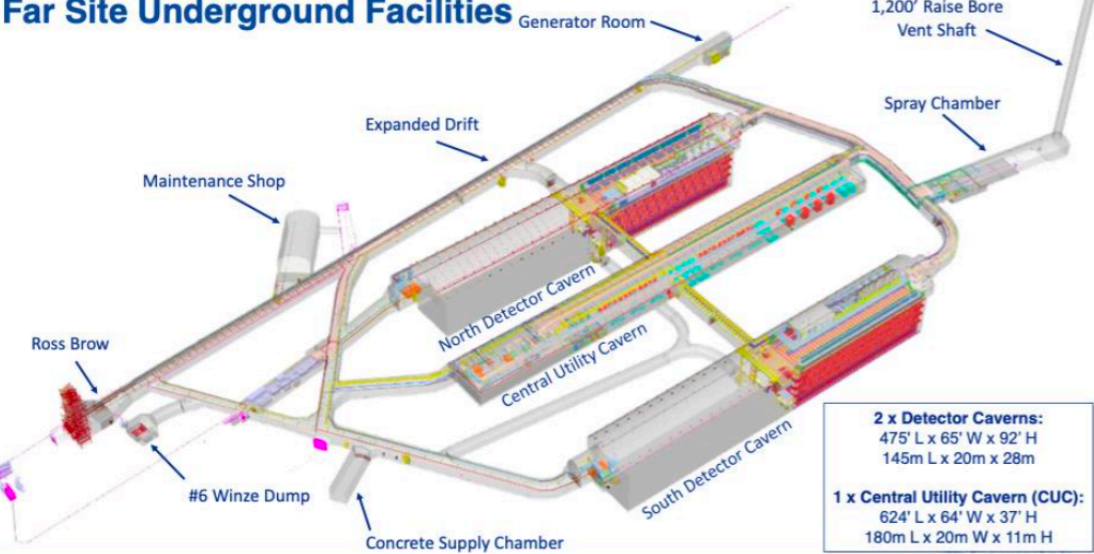 Far Site Underground Facilities
Generator Room
1,200' Raise Bore
Vent Shaft
Spray Chamber
Expanded Drift
Maintenance Shop
North Detector Cavern
Ross Brow
Central Utility Cavern
South Detector Cavern
#6 Winze Dump
Concrete Supply Chamber
2 x Detector Caverns:
475' L x 65' W x 92' H
145m L x 20m x 28m
1 x Central Utility Cavern (CUC):
624' L x 64' W x 37' H
180m L x 20m W x 11m H